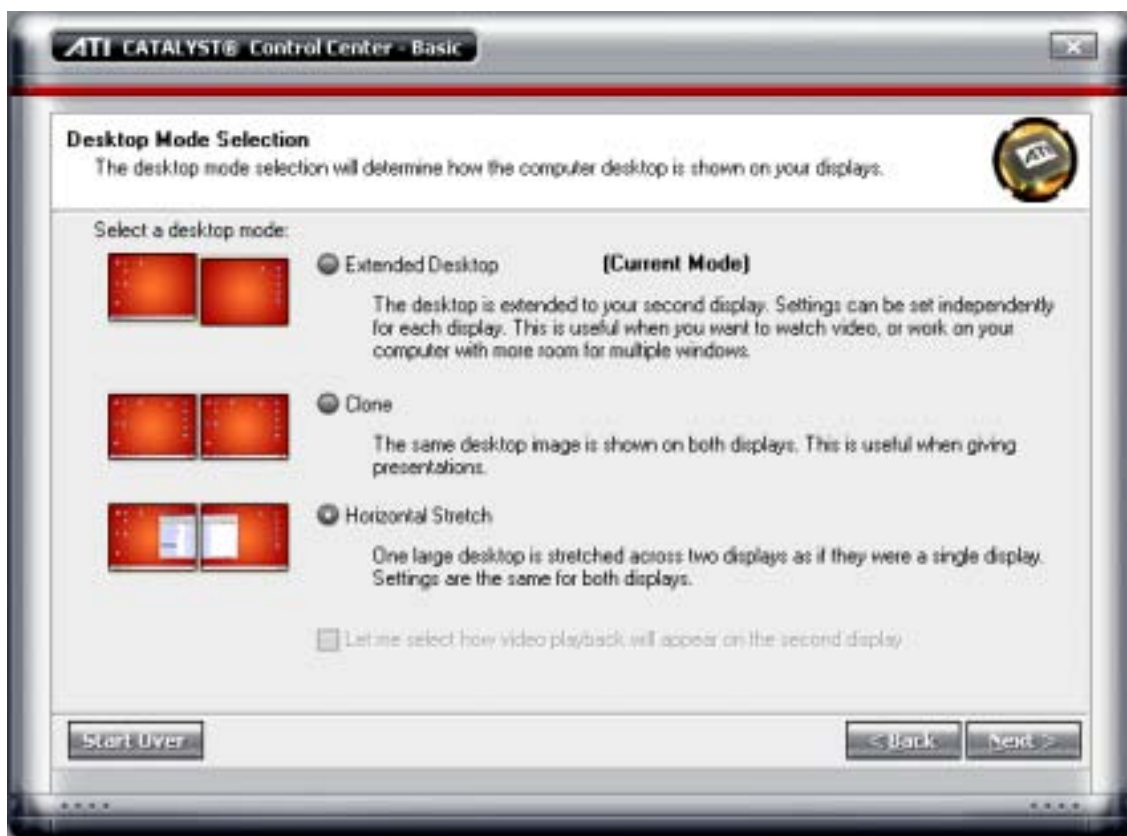 ATI CATALYST® Control Center - Basic
Desktop Mode Selection
The desktop mode selection will determine how the computer desktop is shown on your displays.
ATI
Select a desktop mode:
Extended Desktop (Current Mode)
The desktop is extended to your second display. Settings can be set independently
for each display. This is useful when you want to watch video, or work on your
computer with more room for multiple windows.
Clone
The same desktop image is shown on both displays. This is useful when giving
presentations.
Horizontal Stretch
One large desktop is stretched across two displays as if they were a single display.
Settings are the same for both displays.
Let me select how video playback will appear on the second display
Start Over
< Back
Next >